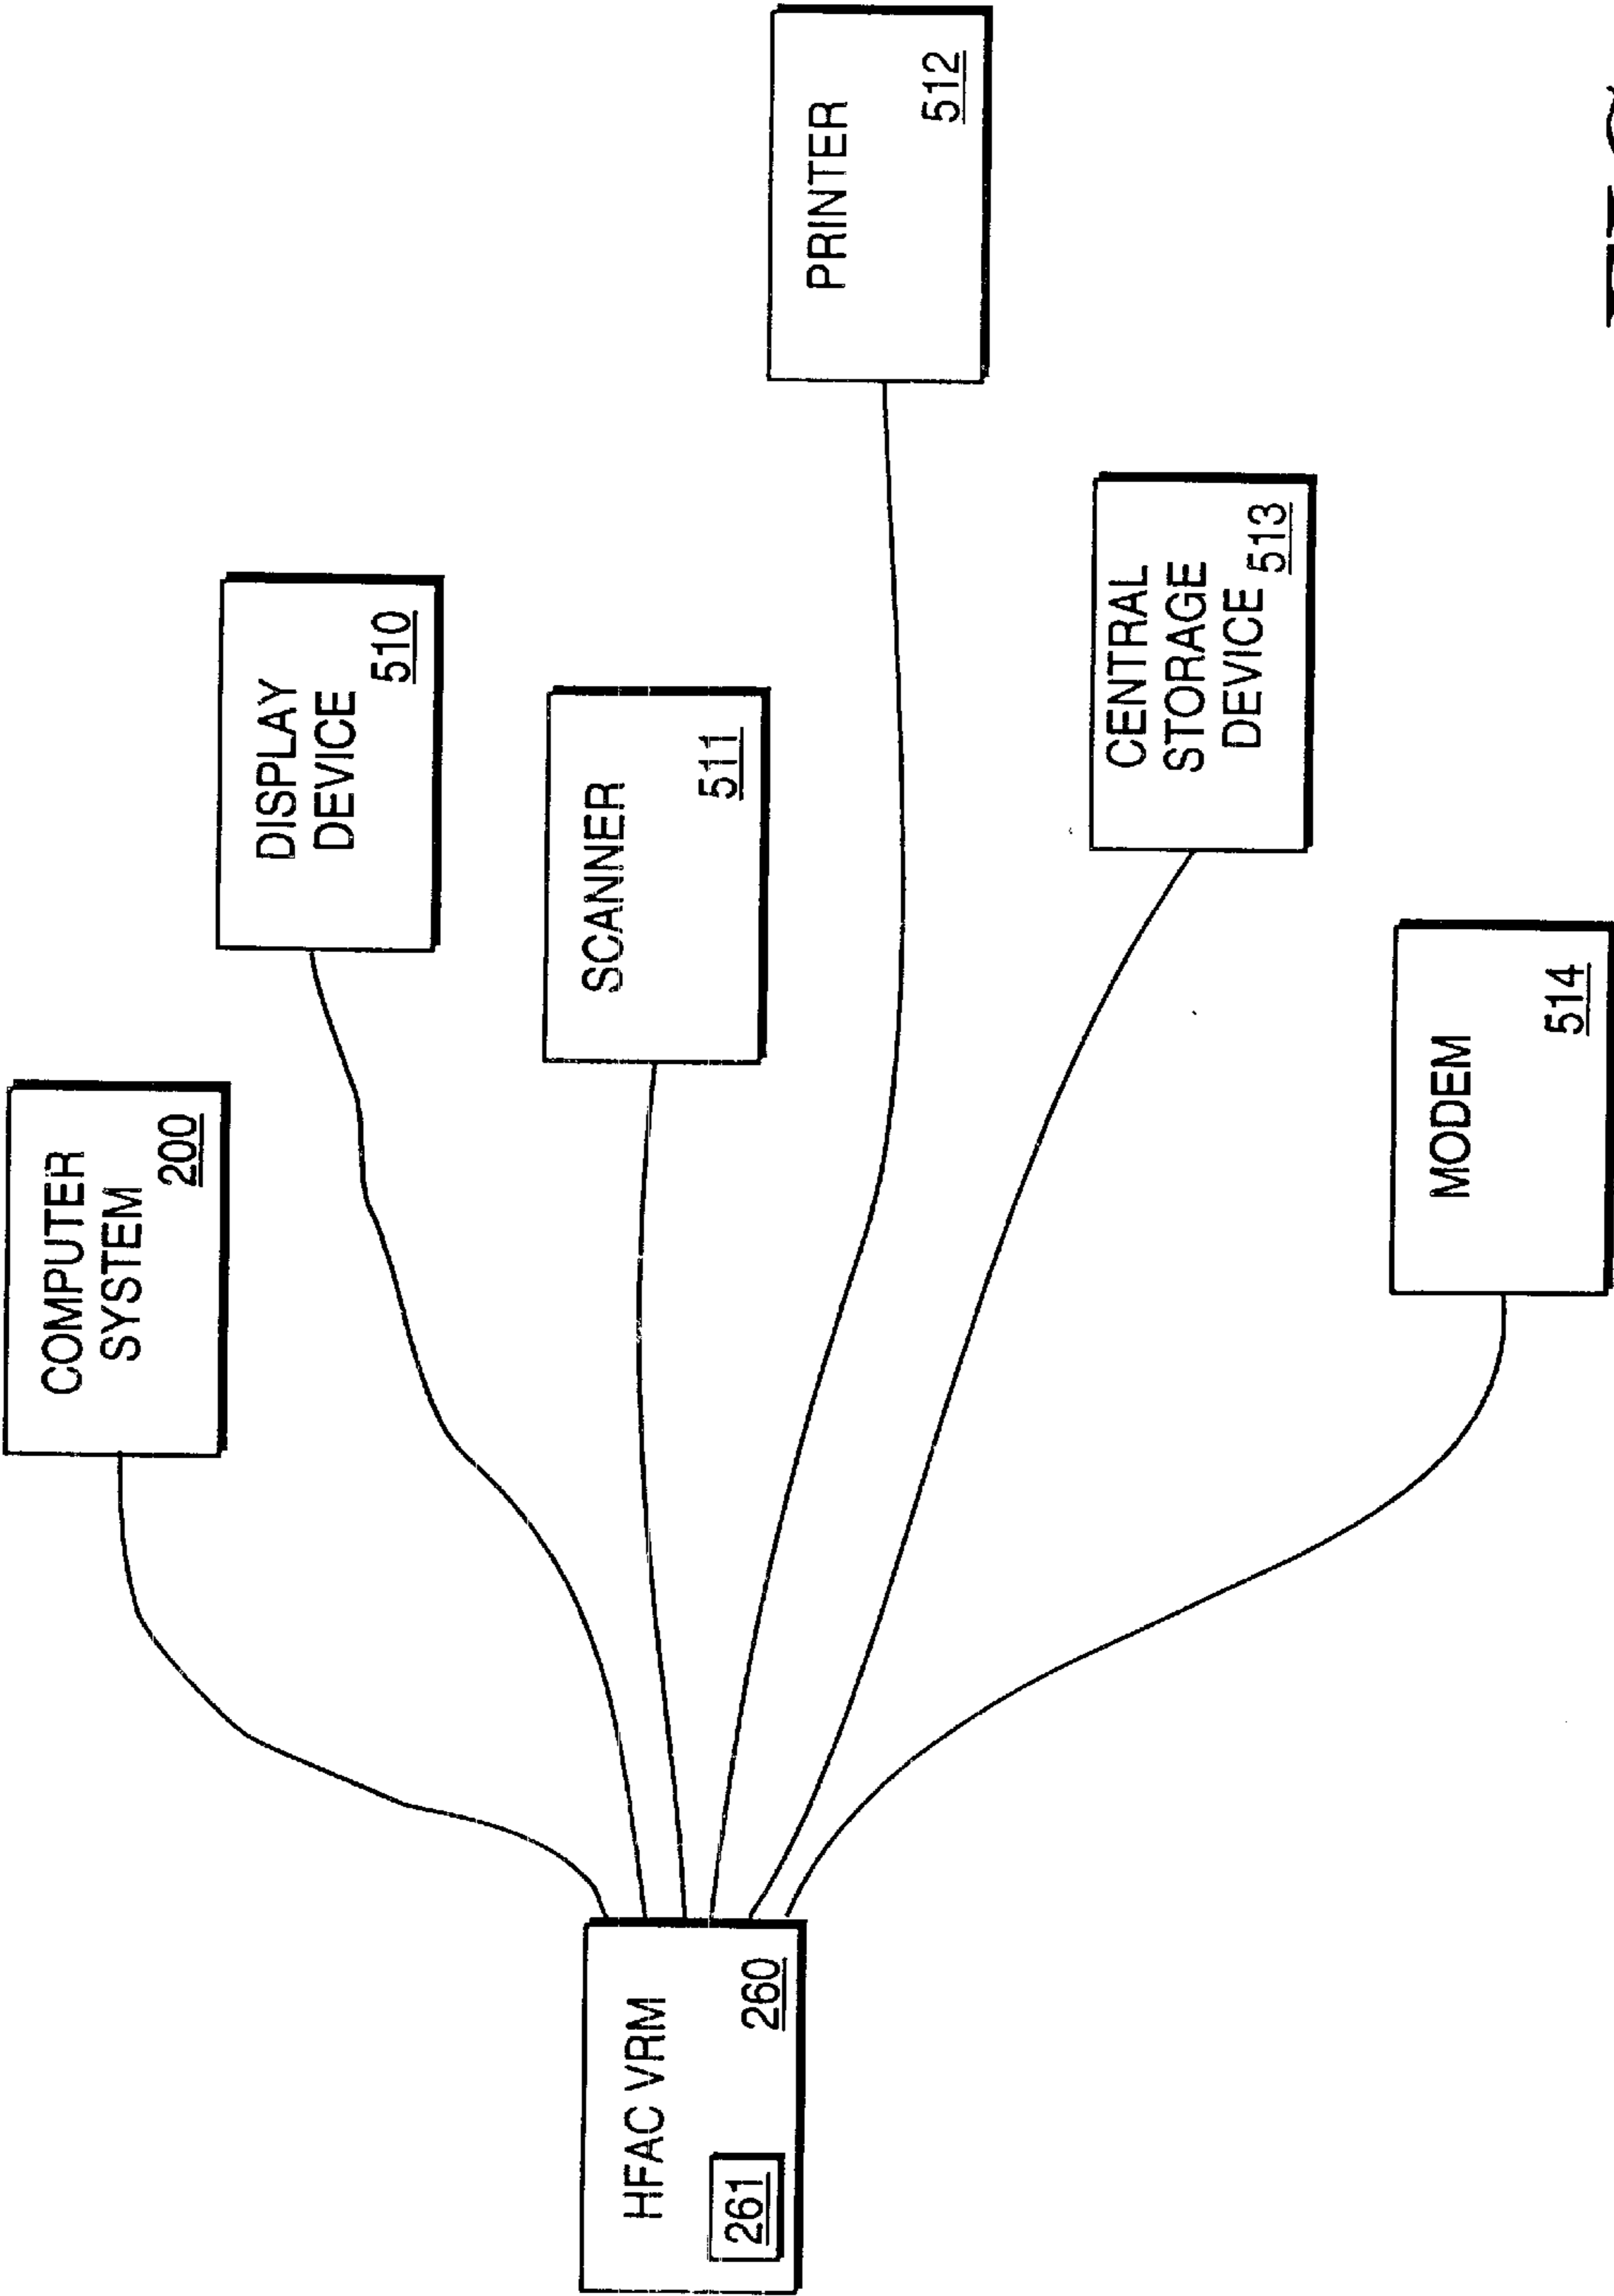 COMPUTER
SYSTEM
200
DISPLAY
DEVICE
510
SCANNER
511
PRINTER
512
HFAC VRM
260
261
CENTRAL
STORAGE
DEVICE
513
MODEM
514